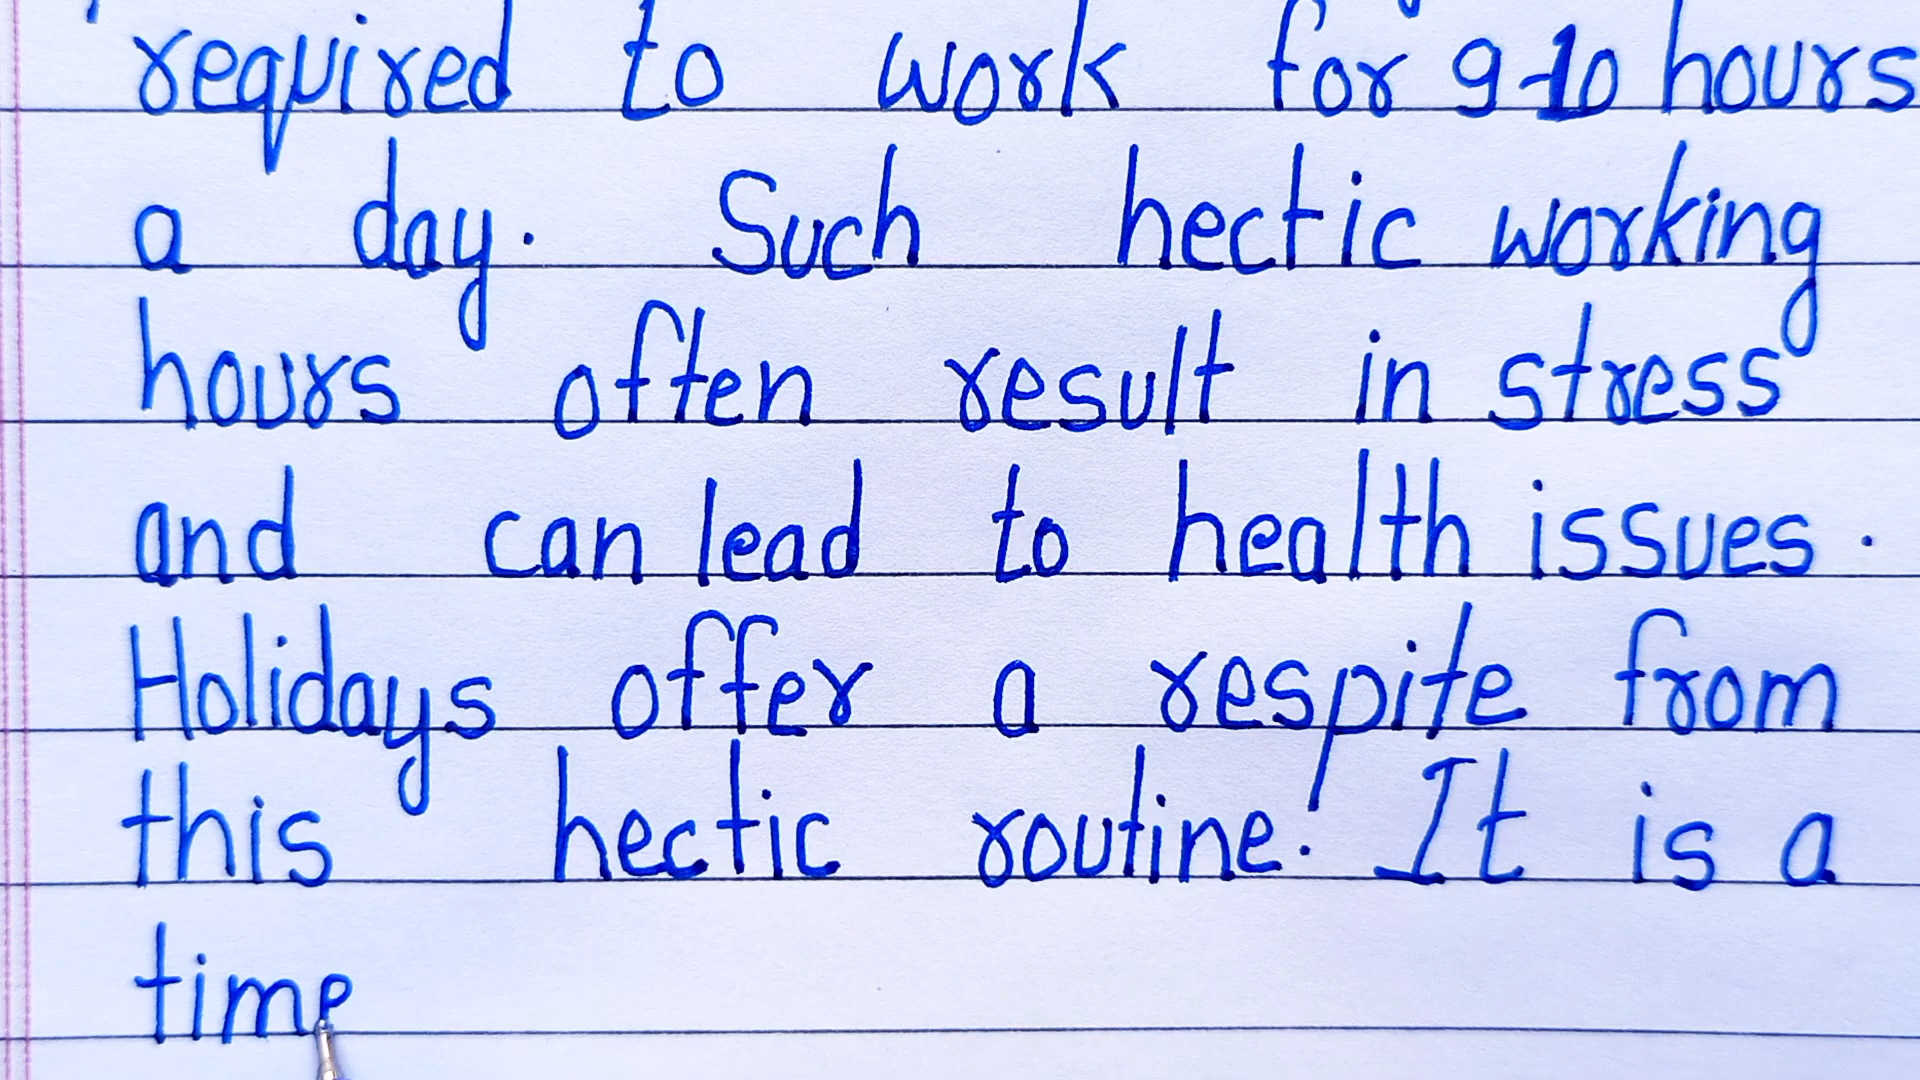 required to work for 9-10 hours
a day. Such hectic working
hours often result in stress
and can lead to health issues.
Holidays offer a respite from
this hectic routine. It is a
time